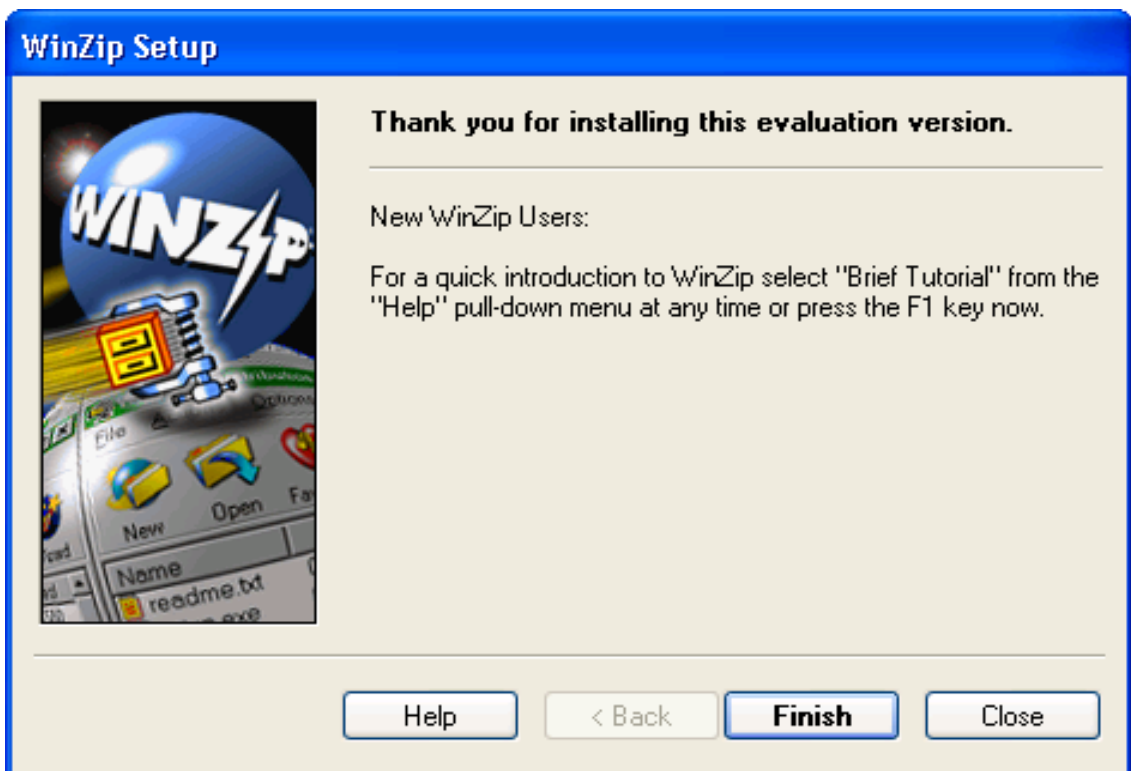 WinZip Setup
Thank you for installing this evaluation version.
New WinZip Users:
For a quick introduction to WinZip select "Brief Tutorial" from the
"Help" pull-down menu at any time or press the F1 key now.
WINZIP
File
Options
New
Open
Name
readme.txt
Help
< Back
Finish
Close